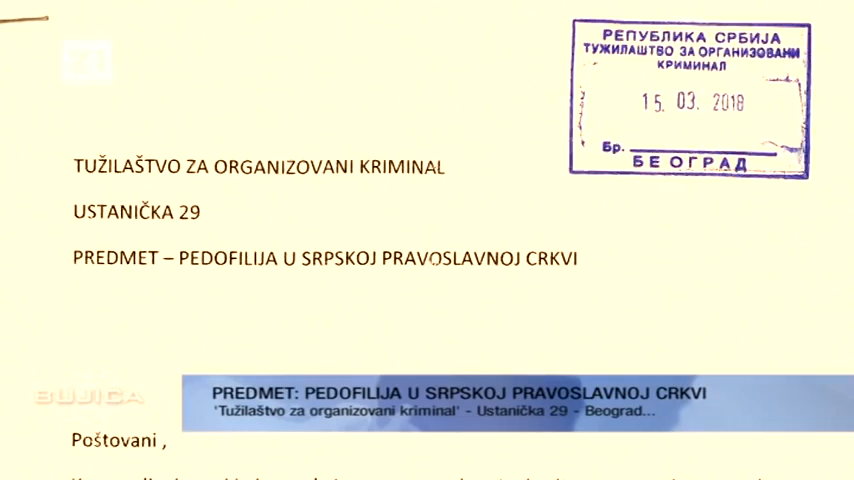 РЕПУБЛИКА СРБИЈА
ТУЖИЛАШТВО ЗА ОРГАНИЗОВАНИ
КРИМИНАЛ
15. 03. 2018
Бр.
БЕОГРАД
TUŽILAŠTVO ZA ORGANIZOVANI KRIMINAL
USTANIČKA 29
PREDMET – PEDOFILIJA U SRPSKOJ PRAVOSLAVNOJ CRKVI
BUJICA
PREDMET: PEDOFILIJA U SRPSKOJ PRAVOSLAVNOJ CRKVI
'Tužilaštvo za organizovani kriminal' - Ustanička 29 - Beograd...
Poštovani ,